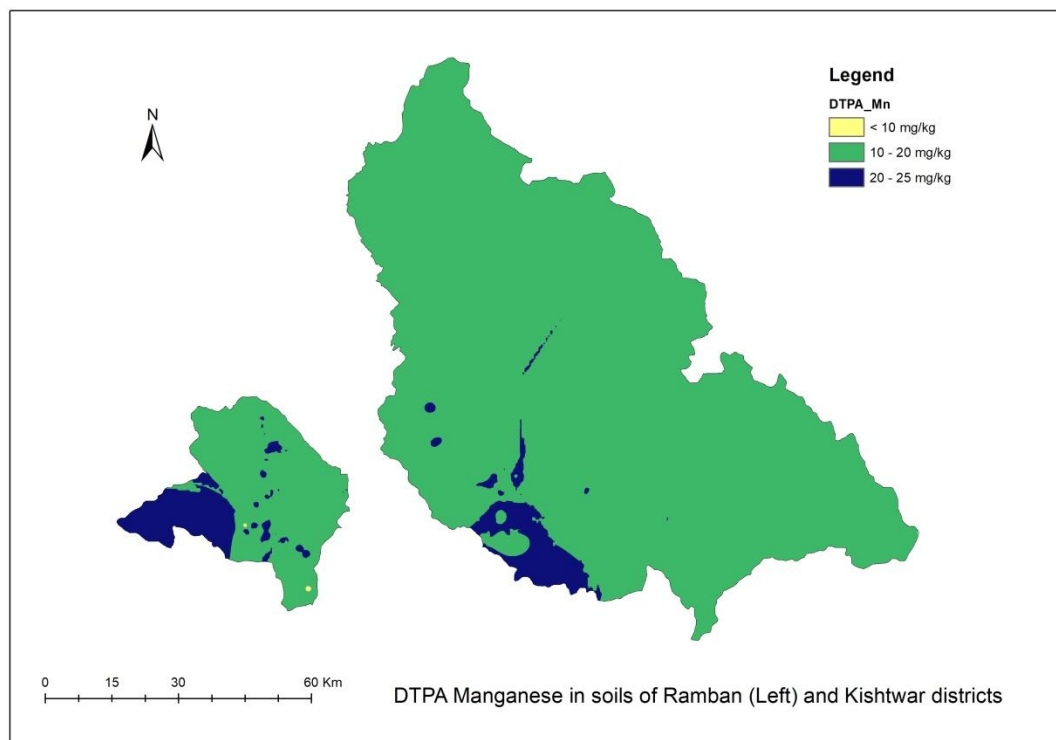 N
Legend
DTPA_Mn
< 10 mg/kg
10 - 20 mg/kg
20 - 25 mg/kg
0 15 30 60 Km
DTPA Manganese in soils of Ramban (Left) and Kishtwar districts